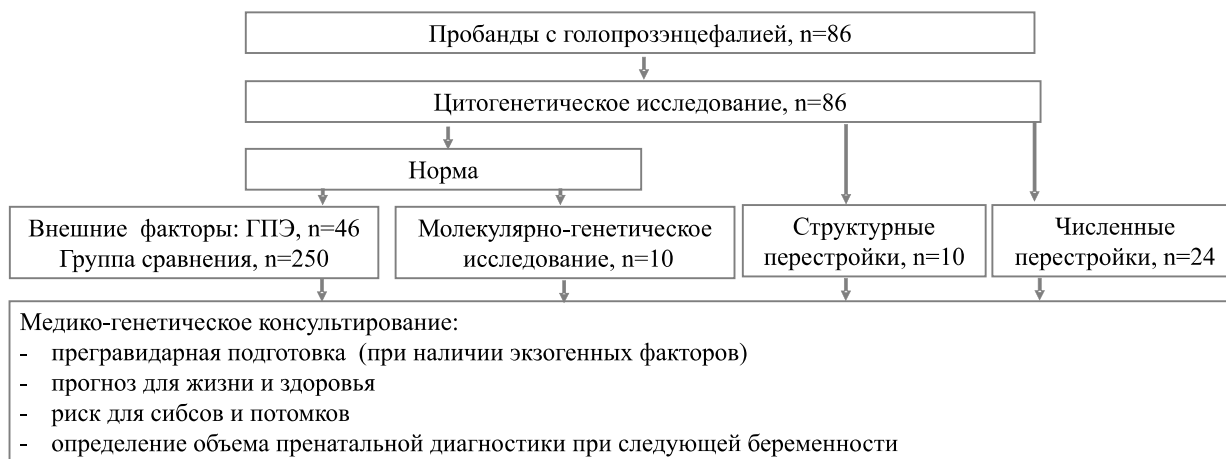 Пробанды с голопрозэнцефалией, n=86
Цитогенетическое исследование, n=86
Норма
Внешние факторы: ГПЭ, n=46
Группа сравнения, n=250
Молекулярно-генетическое
исследование, n=10
Структурные
перестройки, n=10
Численные
перестройки, n=24
Медико-генетическое консультирование:
- прегравидарная подготовка (при наличии экзогенных факторов)
- прогноз для жизни и здоровья
- риск для сибсов и потомков
- определение объема пренатальной диагностики при следующей беременности